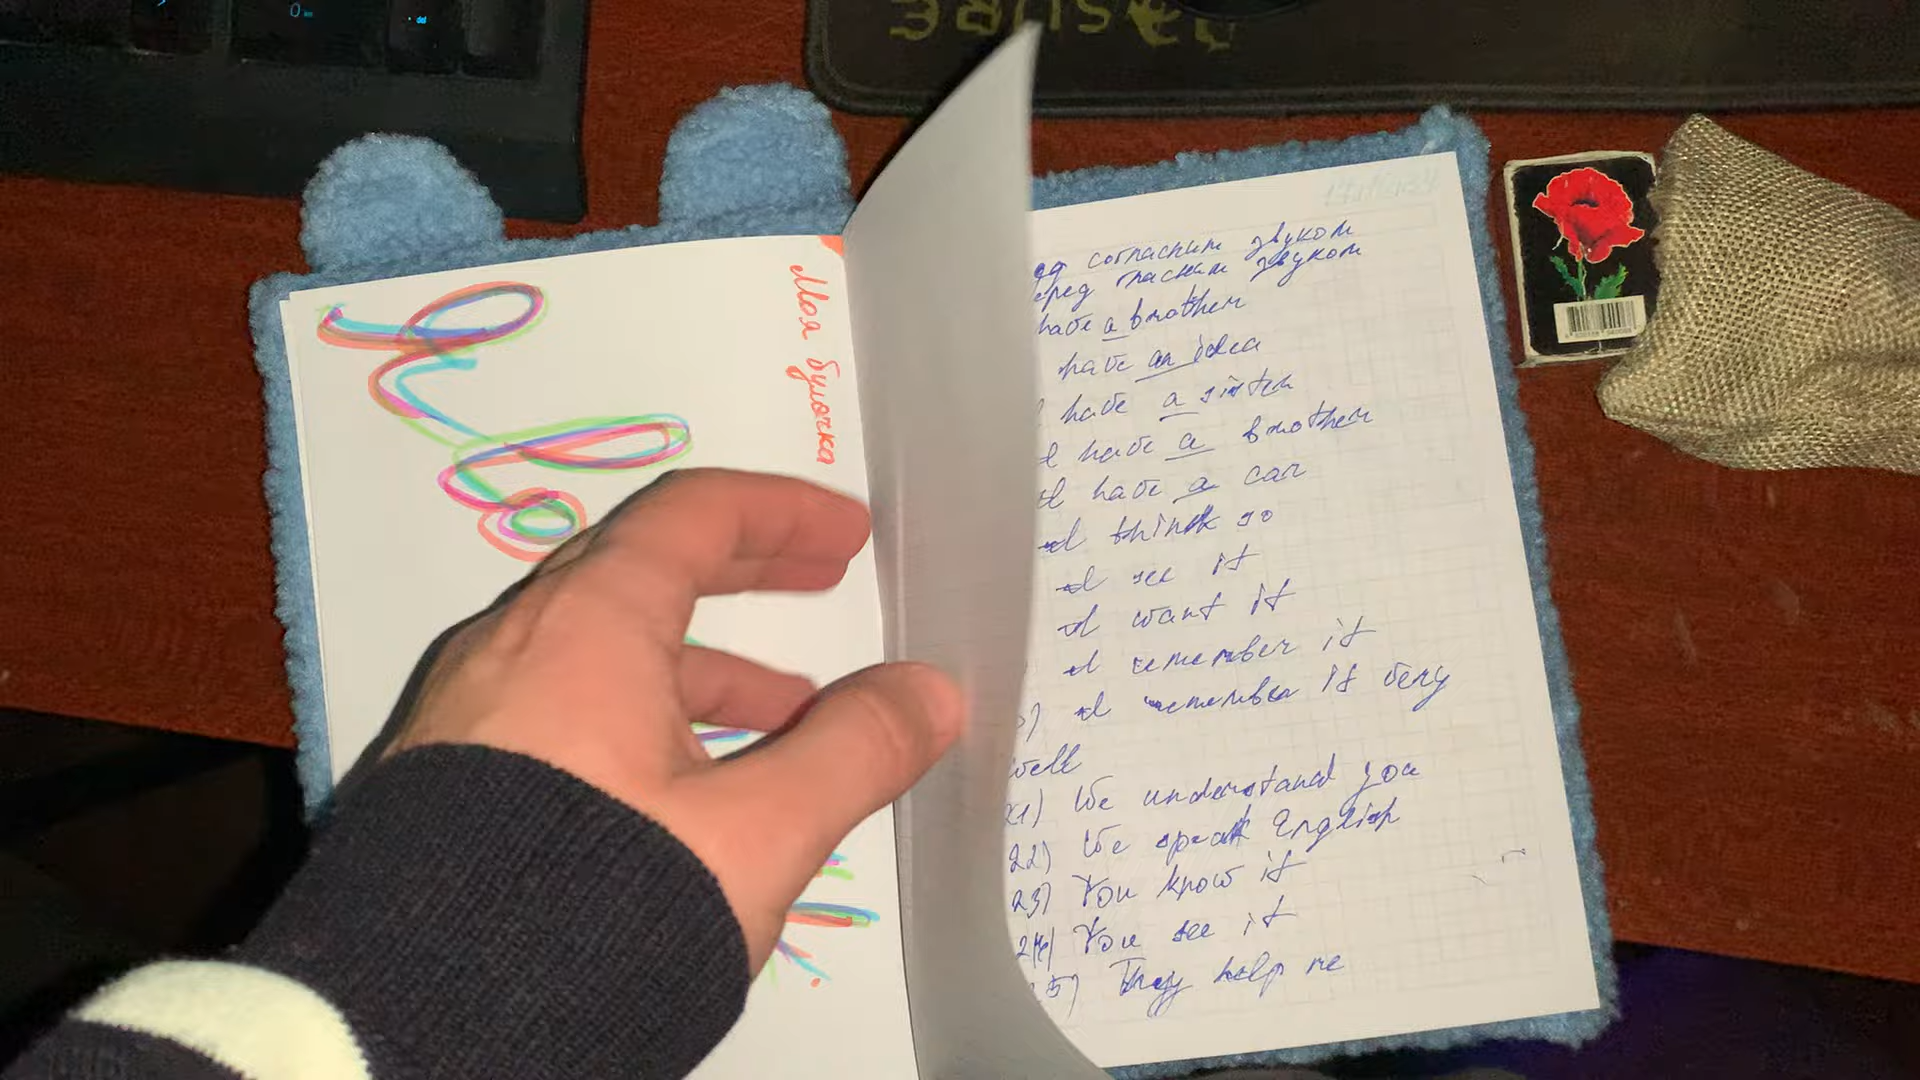 Моя булочка
согласным звуком
еред гласным звуком
have a brother
have an idea
have a sister
I have a brother
I have a car
I think so
I see it
I want it
I remember it
I remember it very
well
21) We understand you
22) We speak English
23) You know it
24) You see it
25) They help me